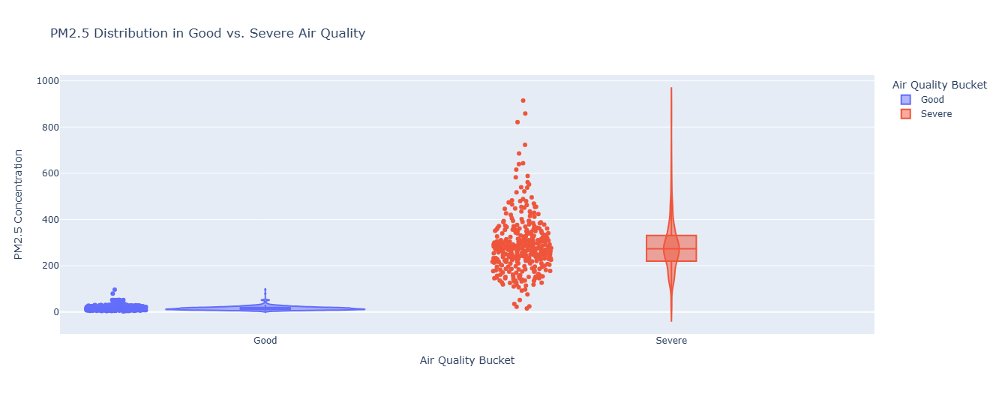 PM2.5 Distribution in Good vs. Severe Air Quality
1000
800
600
400
200
0
PM2.5 Concentration
Good
Severe
Air Quality Bucket
Air Quality Bucket
Good
Severe